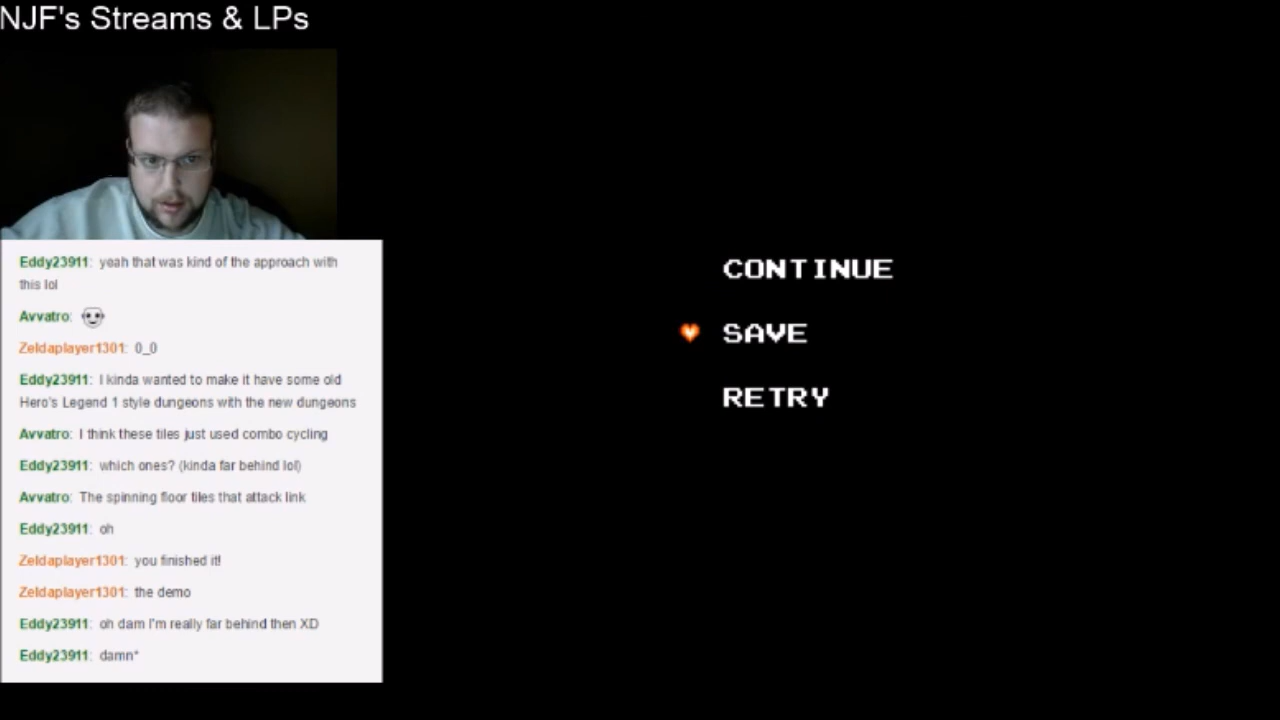 NJF's Streams & LPs
Eddy23911: yeah that was kind of the approach with
this lol
Avvatro:
Zeldaplayer1301: 0_0
Eddy23911: I kinda wanted to make it have some old
Hero's Legend 1 style dungeons with the new dungeons
Avvatro: I think these tiles just used combo cycling
Eddy23911: which ones? (kinda far behind lol)
Avvatro: The spinning floor tiles that attack link
Eddy23911: oh
Zeldaplayer1301: you finished it!
Zeldaplayer1301: the demo
Eddy23911: oh dam I'm really far behind then XD
Eddy23911: damn*
CONTINUE
SAVE
RETRY